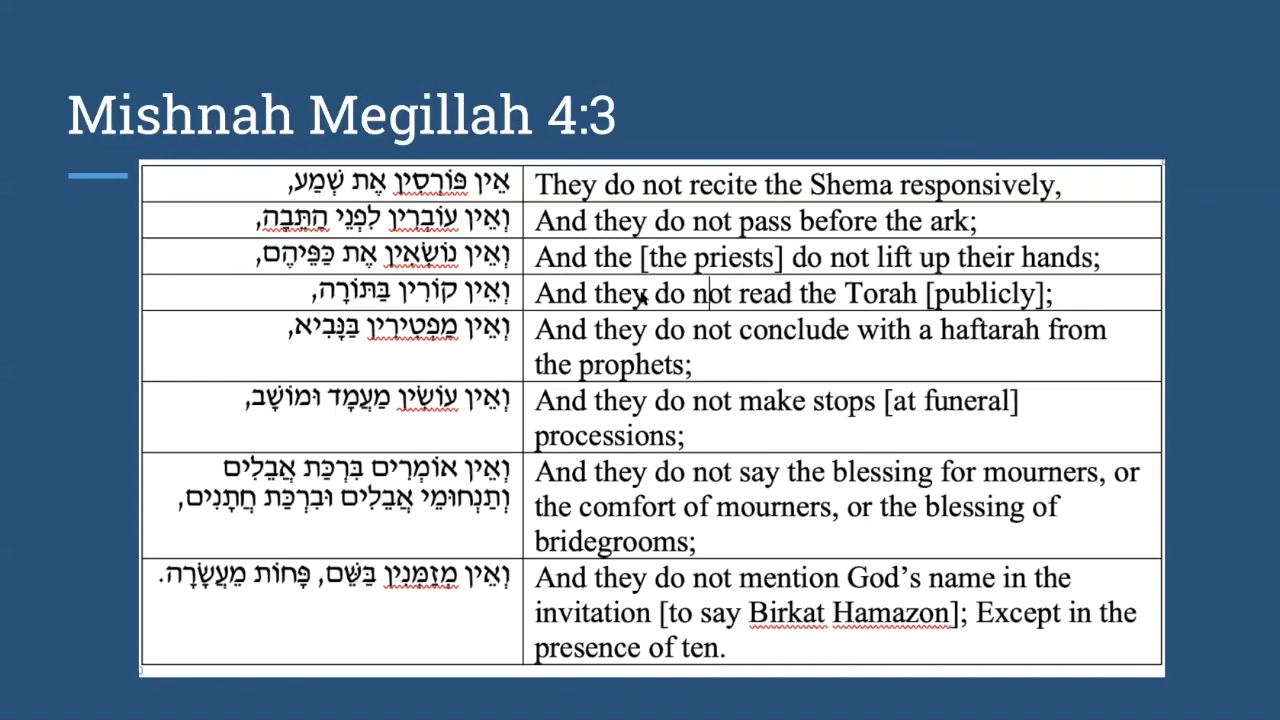 Mishnah Megillah 4:3
אֵין פּוֹרְסִין אֶת שְׁמַע,
They do not recite the Shema responsively,
וְאֵין עוֹבְרִין לִפְנֵי הַתֵּבָה,
And they do not pass before the ark;
וְאֵין נוֹשְׂאִין אֶת כַּפֵּיהֶם,
And the [the priests] do not lift up their hands;
וְאֵין קוֹרִין בַּתּוֹרָה,
And they do not read the Torah [publicly];
וְאֵין מַפְטִירִין בַּנָּבִיא,
And they do not conclude with a haftarah from
the prophets;
וְאֵין עוֹשִׂין מַעֲמָד וּמוֹשָׁב,
And they do not make stops [at funeral]
processions;
וְאֵין אוֹמְרִים בִּרְכַּת אֲבֵלִים
וְתַנְחוּמֵי אֲבֵלִים וּבִרְכַּת חֲתָנִים,
And they do not say the blessing for mourners, or
the comfort of mourners, or the blessing of
bridegrooms;
וְאֵין מְזַמְּנִין בַּשֵּׁם, פָּחוֹת מֵעֲשָׂרָה.
And they do not mention God’s name in the
invitation [to say Birkat Hamazon]; Except in the
presence of ten.